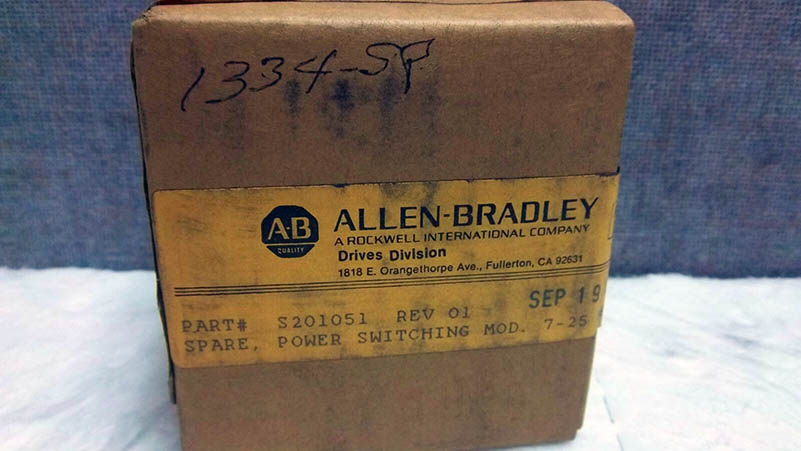 1334-SP
A-B
QUALITY
ALLEN-BRADLEY
A ROCKWELL INTERNATIONAL COMPANY
Drives Division
1818 E. Orangethorpe Ave., Fullerton, CA 92631
SEP 19
PART# S201051 REV 01
SPARE, POWER SWITCHING MOD. 7-25